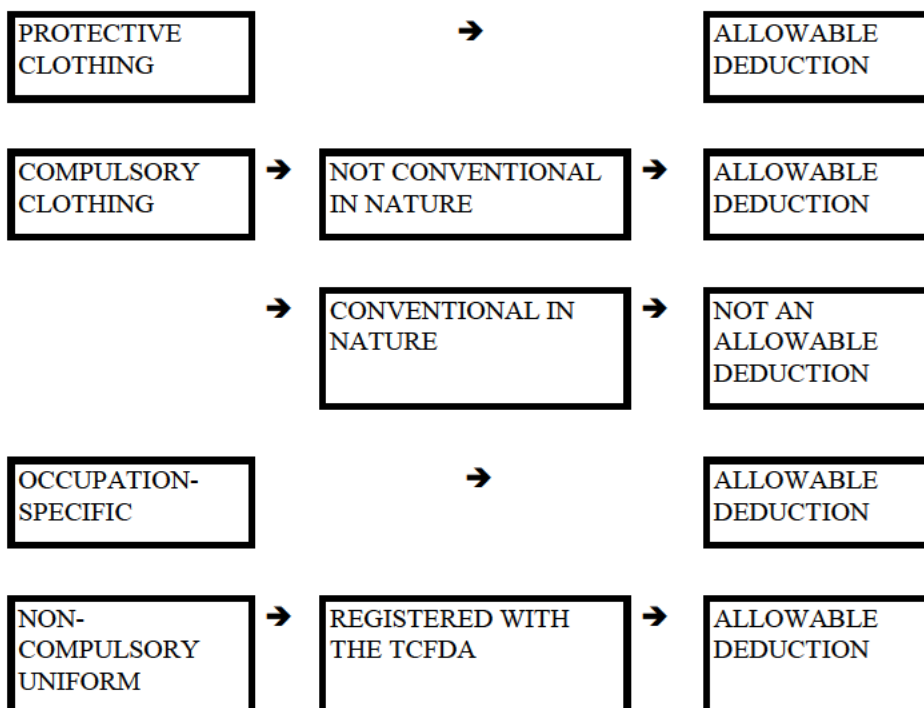 PROTECTIVE
CLOTHING
➔
ALLOWABLE
DEDUCTION
COMPULSORY
CLOTHING
➔
NOT CONVENTIONAL
IN NATURE
➔
ALLOWABLE
DEDUCTION
➔
CONVENTIONAL IN
NATURE
➔
NOT AN
ALLOWABLE
DEDUCTION
OCCUPATION-
SPECIFIC
➔
ALLOWABLE
DEDUCTION
NON-
COMPULSORY
UNIFORM
➔
REGISTERED WITH
THE TCFDA
➔
ALLOWABLE
DEDUCTION